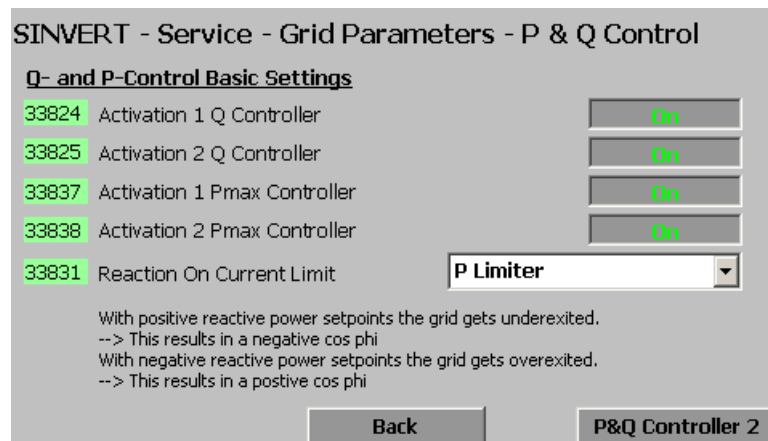 SINVERT - Service - Grid Parameters - P & Q Control
Q- and P-Control Basic Settings
33824 Activation 1 Q Controller On
33825 Activation 2 Q Controller On
33837 Activation 1 Pmax Controller On
33838 Activation 2 Pmax Controller On
33831 Reaction On Current Limit P Limiter
With positive reactive power setpoints the grid gets underexited.
--> This results in a negative cos phi
With negative reactive power setpoints the grid gets overexited.
--> This results in a postive cos phi
Back P&Q Controller 2